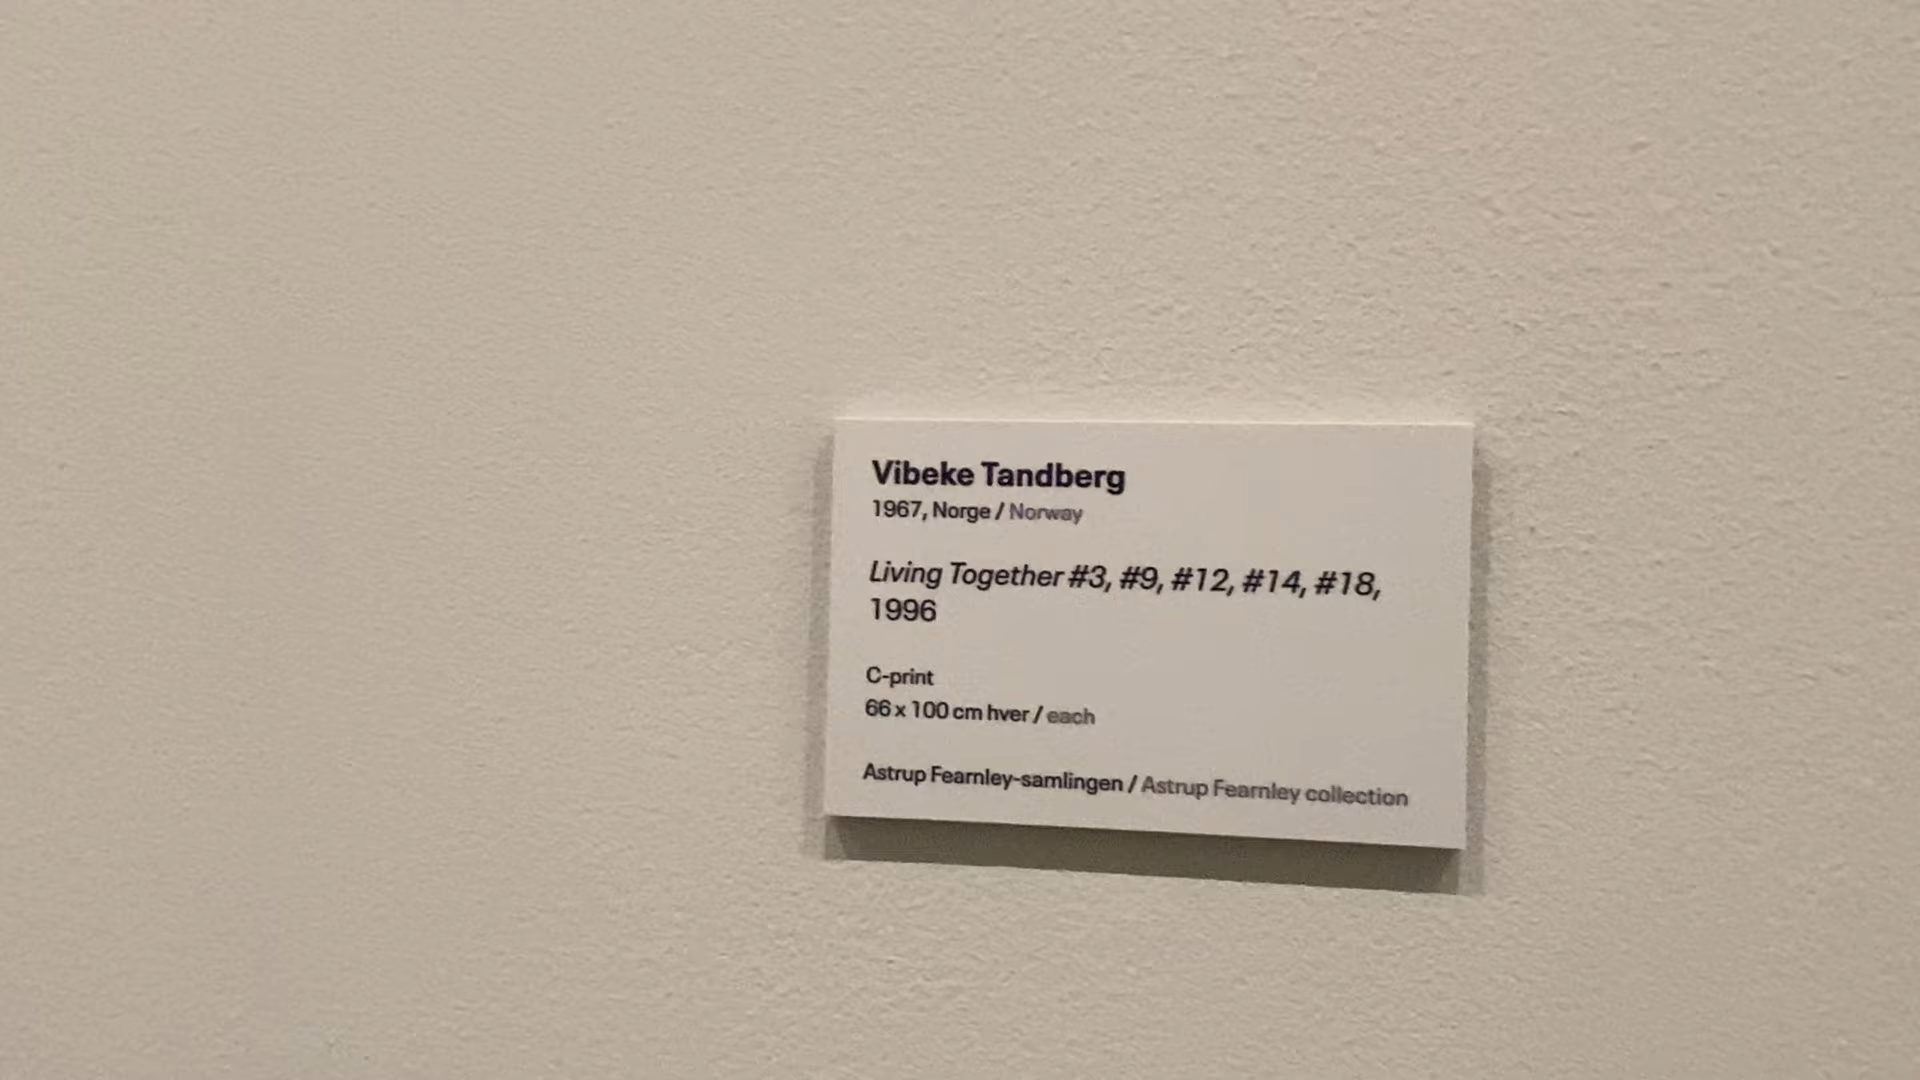 Vibeke Tandberg
1967, Norge / Norway
Living Together #3, #9, #12, #14, #18,
1996
C-print
66 x 100 cm hver / each
Astrup Fearnley-samlingen / Astrup Fearnley collection